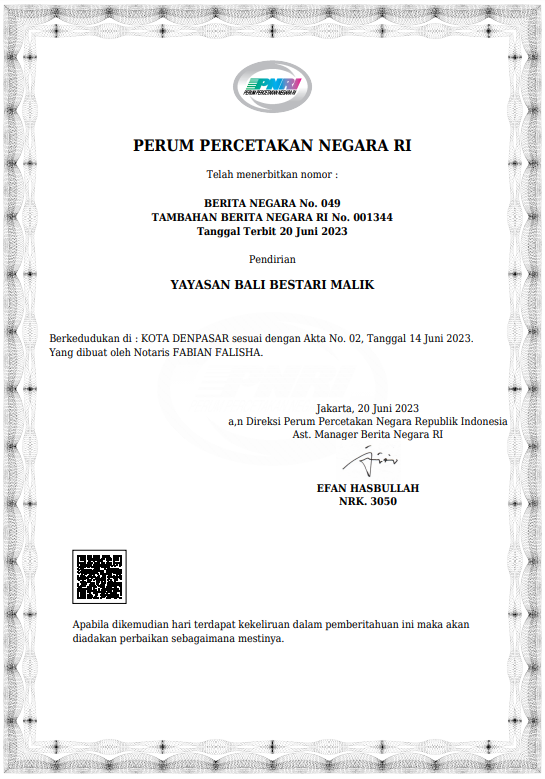 PNRI
PERUM PERCETAKAN NEGARA RI
PERUM PERCETAKAN NEGARA RI
Telah menerbitkan nomor :
BERITA NEGARA No. 049
TAMBAHAN BERITA NEGARA RI No. 001344
Tanggal Terbit 20 Juni 2023
Pendirian
YAYASAN BALI BESTARI MALIK
Berkedudukan di : KOTA DENPASAR sesuai dengan Akta No. 02, Tanggal 14 Juni 2023.
Yang dibuat oleh Notaris FABIAN FALISHA.
PNRI
Jakarta, 20 Juni 2023
a,n Direksi Perum Percetakan Negara Republik Indonesia
Ast. Manager Berita Negara RI
EFAN HASBULLAH
NRK. 3050
Apabila dikemudian hari terdapat kekeliruan dalam pemberitahuan ini maka akan
diadakan perbaikan sebagaimana mestinya.